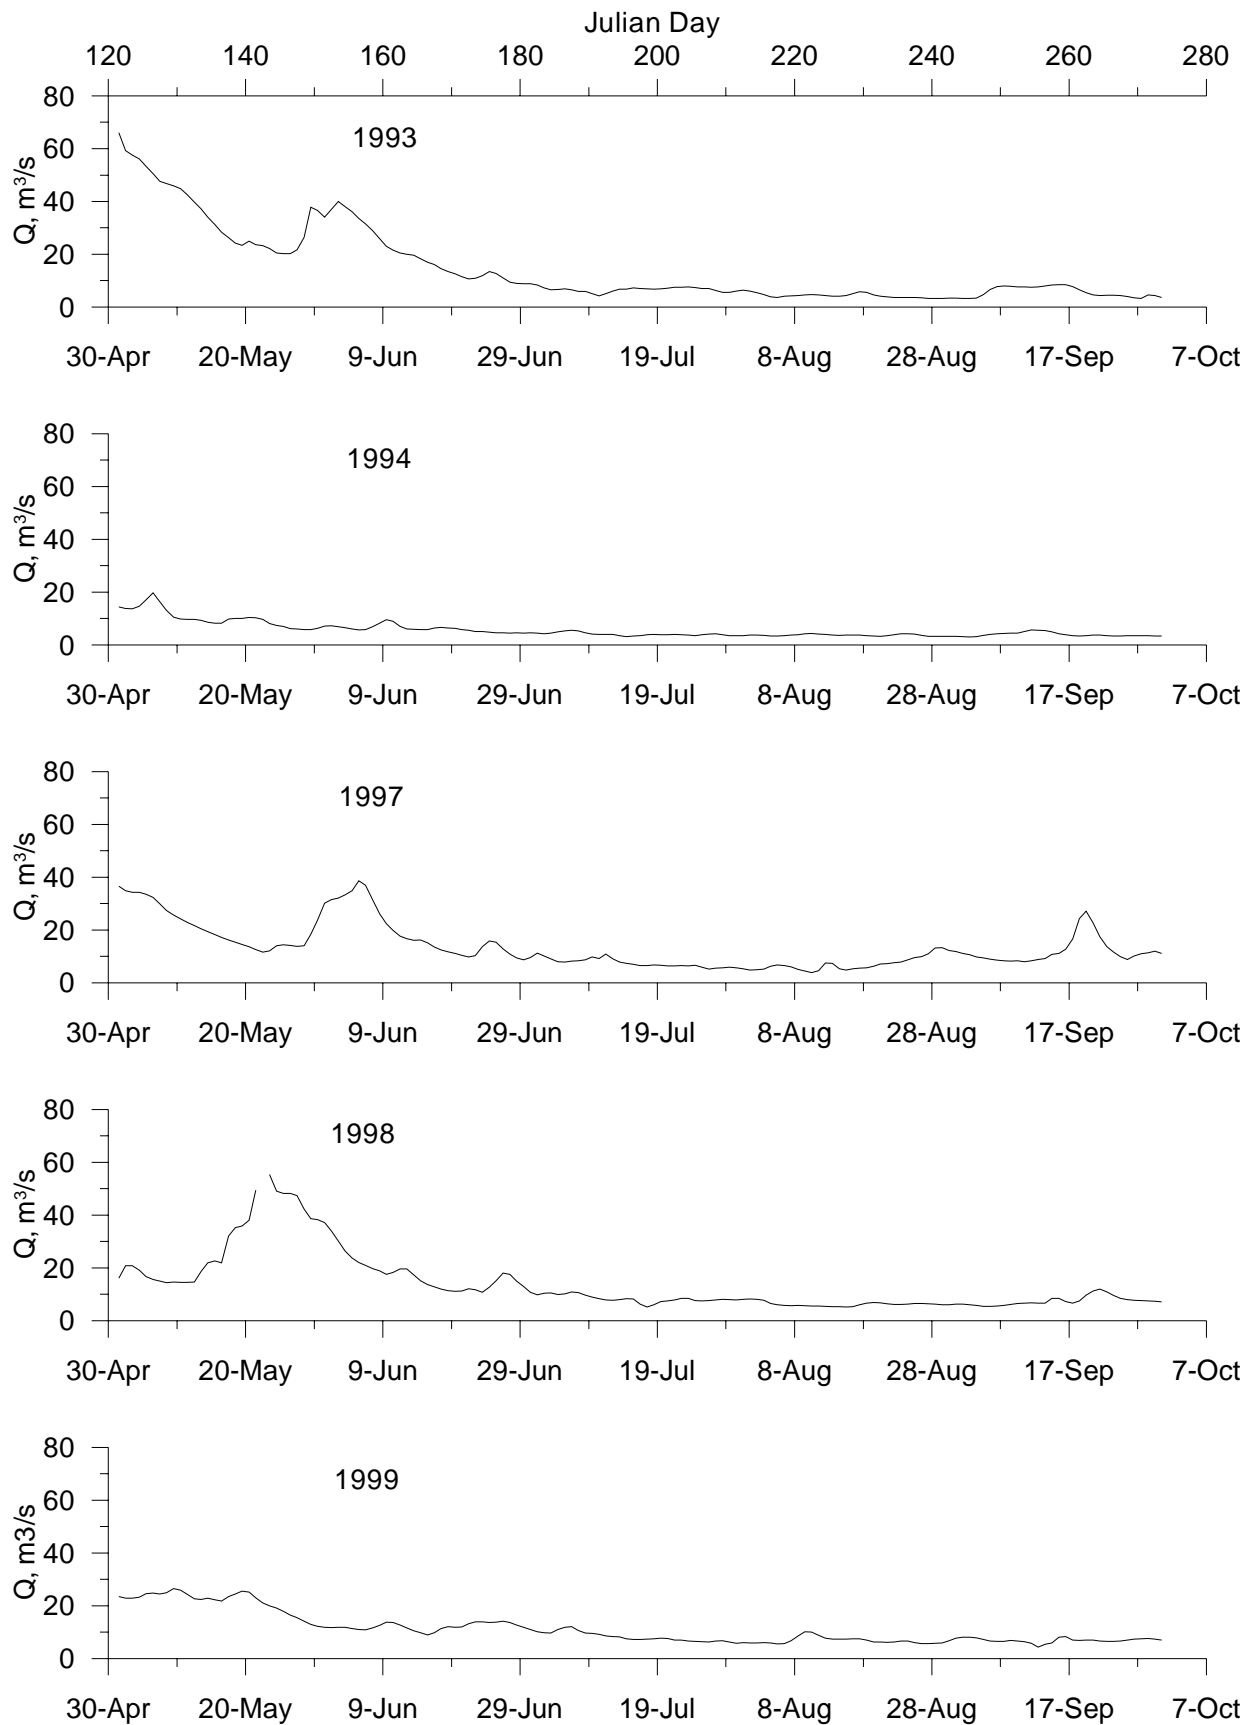 Julian Day
120 140 160 180 200 220 240 260 280
80
1993
60
Q, m³/s
40
20
0
30-Apr 20-May 9-Jun 29-Jun 19-Jul 8-Aug 28-Aug 17-Sep 7-Oct
80
1994
60
Q, m³/s
40
20
0
30-Apr 20-May 9-Jun 29-Jun 19-Jul 8-Aug 28-Aug 17-Sep 7-Oct
80
1997
60
Q, m³/s
40
20
0
30-Apr 20-May 9-Jun 29-Jun 19-Jul 8-Aug 28-Aug 17-Sep 7-Oct
80
1998
60
Q, m³/s
40
20
0
30-Apr 20-May 9-Jun 29-Jun 19-Jul 8-Aug 28-Aug 17-Sep 7-Oct
80
1999
60
Q, m3/s
40
20
0
30-Apr 20-May 9-Jun 29-Jun 19-Jul 8-Aug 28-Aug 17-Sep 7-Oct